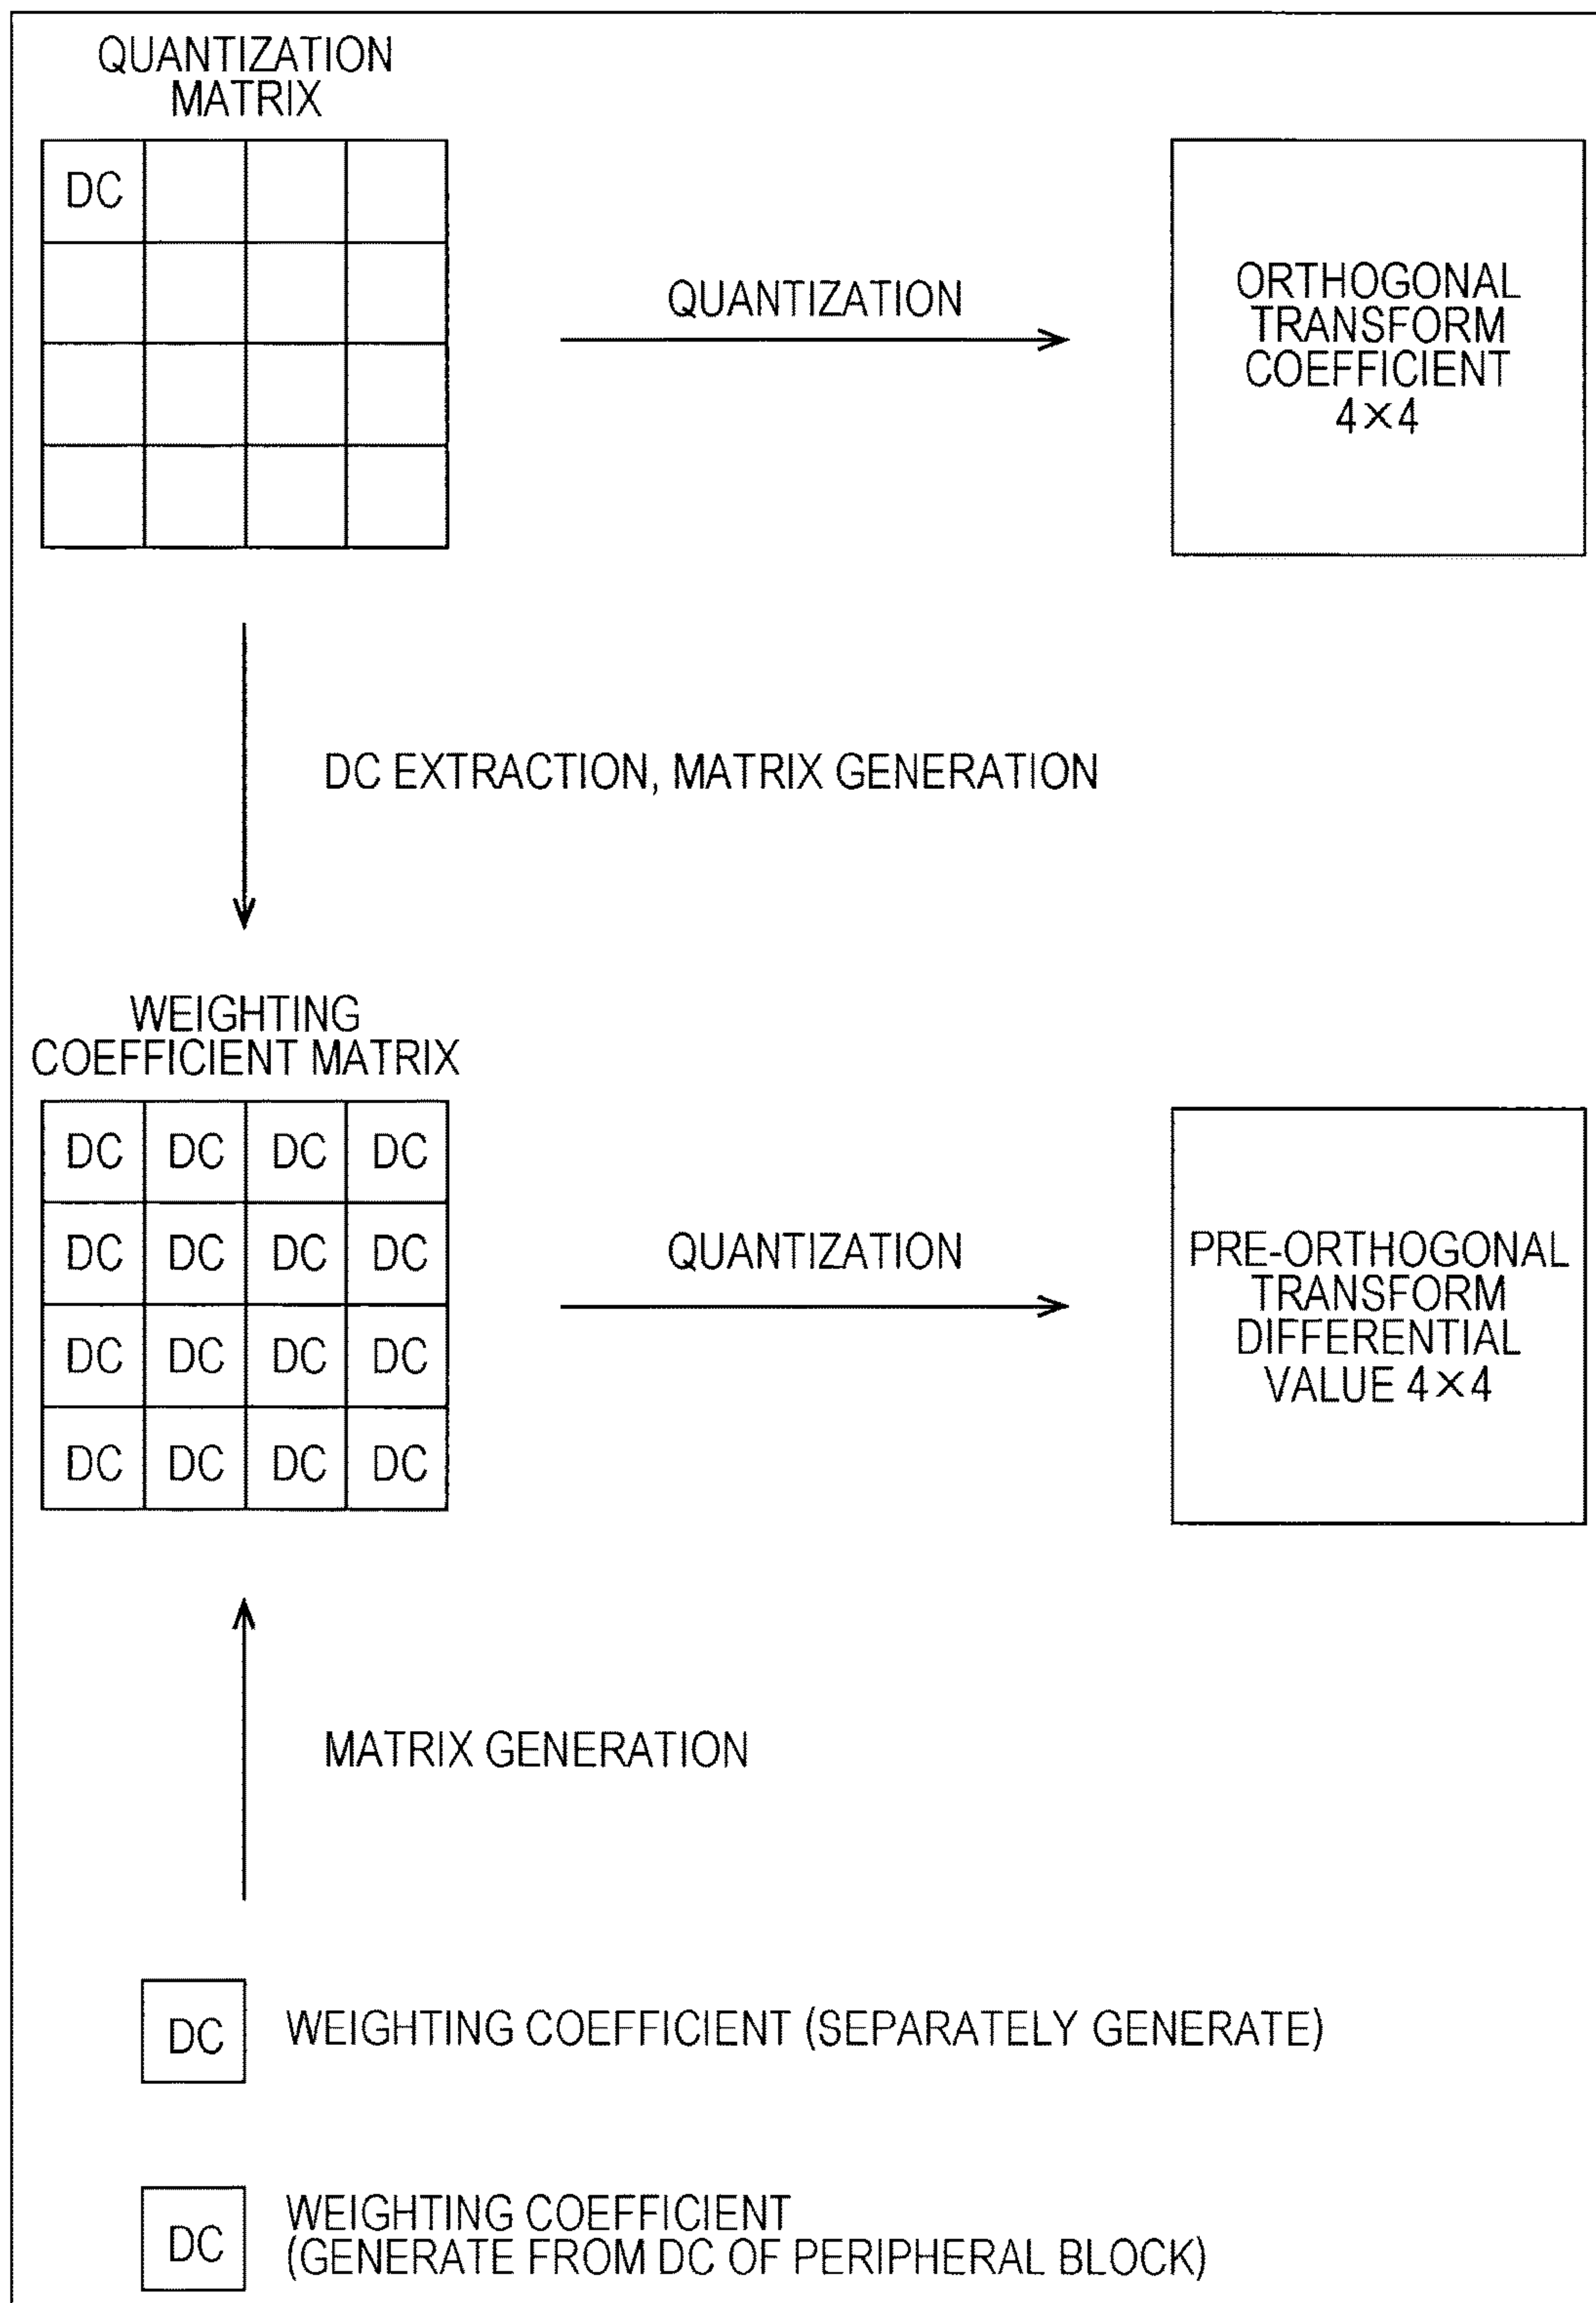 QUANTIZATION
MATRIX
DC
QUANTIZATION
ORTHOGONAL
TRANSFORM
COEFFICIENT
4×4
DC EXTRACTION, MATRIX GENERATION
WEIGHTING
COEFFICIENT MATRIX
DC DC DC DC
DC DC DC DC
DC DC DC DC
DC DC DC DC
QUANTIZATION
PRE-ORTHOGONAL
TRANSFORM
DIFFERENTIAL
VALUE 4×4
MATRIX GENERATION
DC WEIGHTING COEFFICIENT (SEPARATELY GENERATE)
DC WEIGHTING COEFFICIENT
(GENERATE FROM DC OF PERIPHERAL BLOCK)